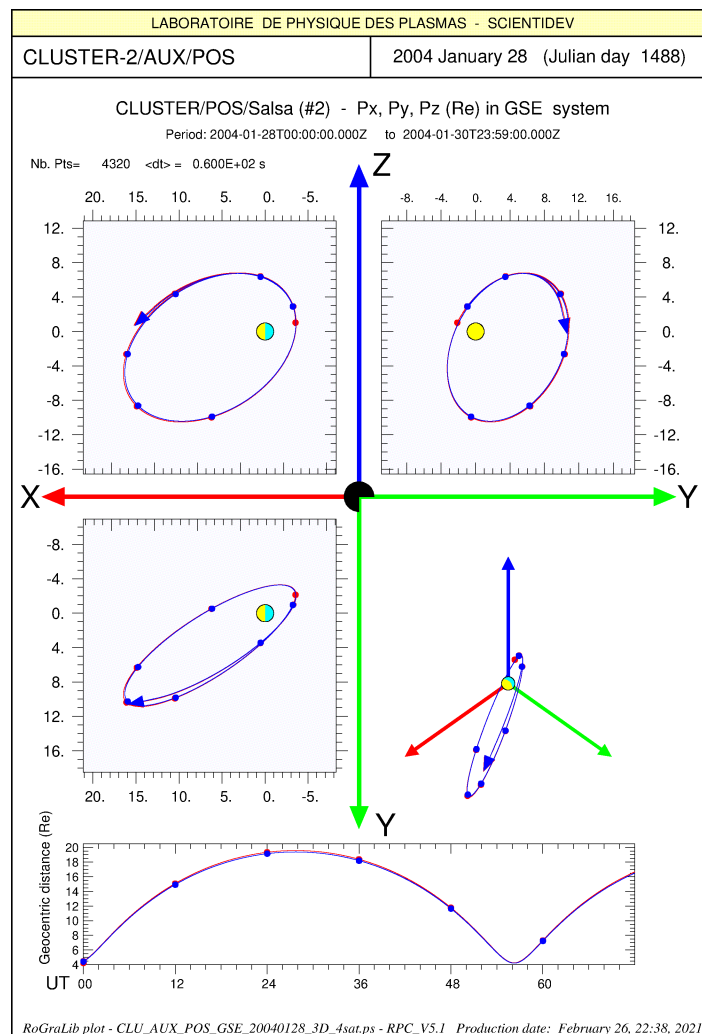 LABORATOIRE DE PHYSIQUE DES PLASMAS - SCIENTIDEV
CLUSTER-2/AUX/POS
2004 January 28 (Julian day 1488)
CLUSTER/POS/Salsa (#2) - Px, Py, Pz (Re) in GSE system
Period: 2004-01-28T00:00:00.000Z to 2004-01-30T23:59:00.000Z
Nb. Pts= 4320 <dt> = 0.600E+02 s
Z
20. 15. 10. 5. 0. -5.
-8. -4. 0. 4. 8. 12. 16.
12. 12.
8. 8.
4. 4.
0. 0.
-4. -4.
-8. -8.
-12. -12.
-16. -16.
X Y
-8.
-4.
0.
4.
8.
12.
16.
20. 15. 10. 5. 0. -5.
Y
Geocentric distance (Re)
20
18
16
14
12
10
8
6
4
UT 00 12 24 36 48 60
RoGraLib plot - CLU_AUX_POS_GSE_20040128_3D_4sat.ps - RPC_V5.1 Production date: February 26, 22:38, 2021